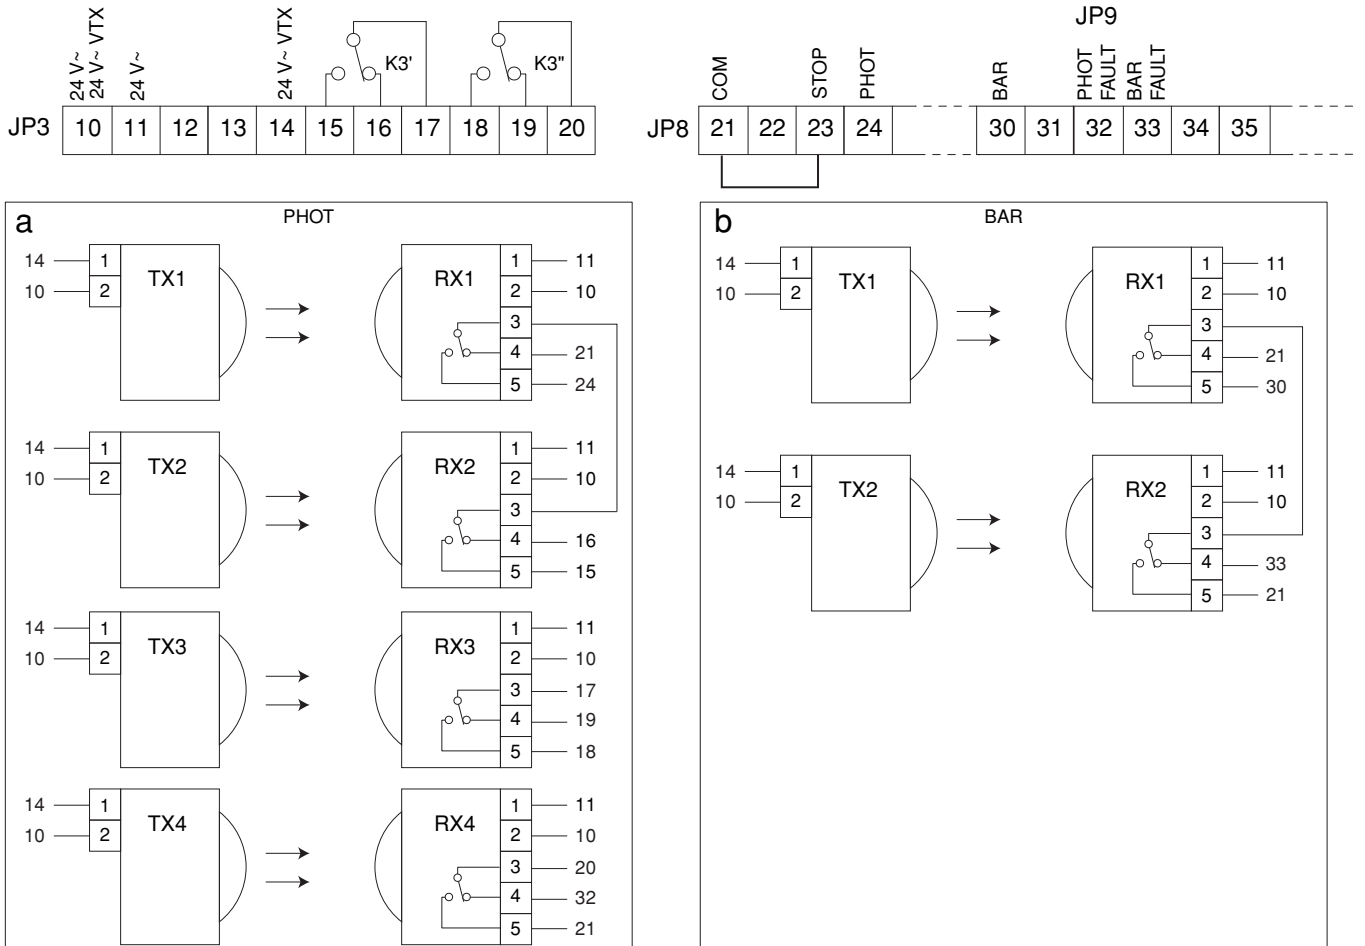 JP9
24 V~
24 V~ VTX
24 V~
24 V~ VTX
K3'
K3"
COM
STOP
PHOT
BAR
PHOT FAULT
BAR FAULT
JP3 10 11 12 13 14 15 16 17 18 19 20
JP8 21 22 23 24 30 31 32 33 34 35
a PHOT
14 1 TX1 RX1 1 11
10 2 2 10
3
4 21
5 24
14 1 TX2 RX2 1 11
10 2 2 10
3
4 16
5 15
14 1 TX3 RX3 1 11
10 2 2 10
3 17
4 19
5 18
14 1 TX4 RX4 1 11
10 2 2 10
3 20
4 32
5 21
b BAR
14 1 TX1 RX1 1 11
10 2 2 10
3
4 21
5 30
14 1 TX2 RX2 1 11
10 2 2 10
3
4 33
5 21